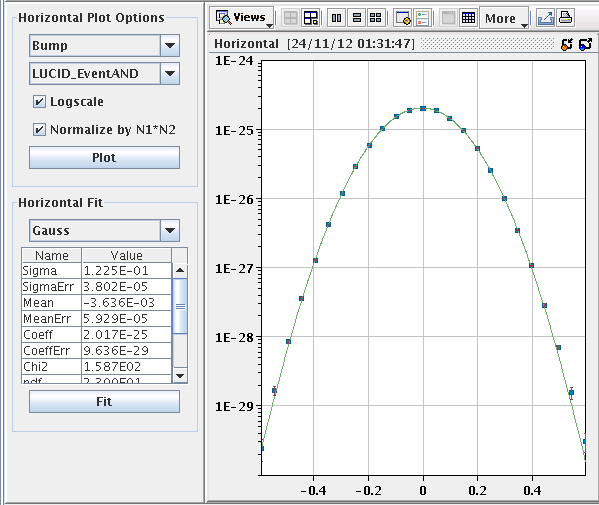 Horizontal Plot Options
Bump
LUCID_EventAND
Logscale
Normalize by N1*N2
Plot
Horizontal Fit
Gauss
Name Value
Sigma 1.225E-01
SigmaErr 3.802E-05
Mean -3.636E-03
MeanErr 5.929E-05
Coeff 2.017E-25
CoeffErr 9.636E-29
Chi2 1.587E02
ndf 2.300E01
Fit
Views More
Horizontal [24/11/12 01:31:47]
1E-24
1E-25
1E-26
1E-27
1E-28
1E-29
-0.4 -0.2 0 0.2 0.4